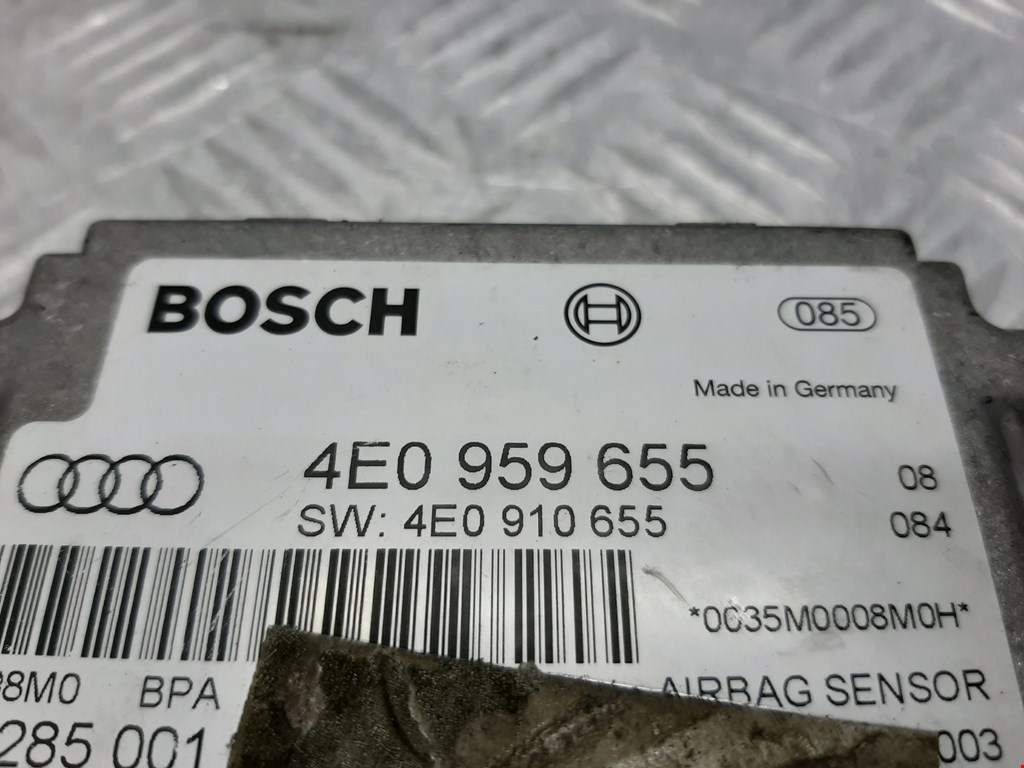 BOSCH
085
Made in Germany
4E0 959 655
08
SW: 4E0 910 655
084
*0035M0008M0H*
8M0 BPA
AIRBAG SENSOR
285 001
003